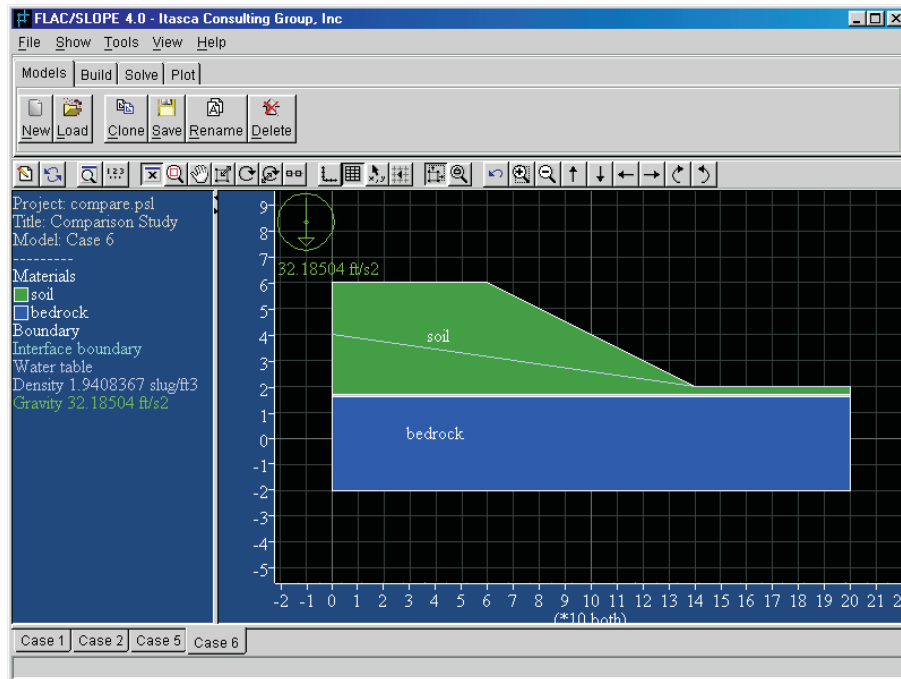 FLAC/SLOPE 4.0 - Itasca Consulting Group, Inc
File Show Tools View Help
Models Build Solve Plot
New Load Clone Save Rename Delete
1 2 3
x,y
Project: compare.psl
Title: Comparison Study
Model: Case 6
----------
Materials
soil
bedrock
Boundary
Interface boundary
Water table
Density 1.9408367 slug/ft3
Gravity 32.18504 ft/s2
9
8
7
32.18504 ft/s2
6
5
4
soil
3
2
1
bedrock
0
-1
-2
-3
-4
-5
-2 -1 0 1 2 3 4 5 6 7 8 9 10 11 12 13 14 15 16 17 18 19 20 21 2
(*10 both)
Case 1 Case 2 Case 5 Case 6